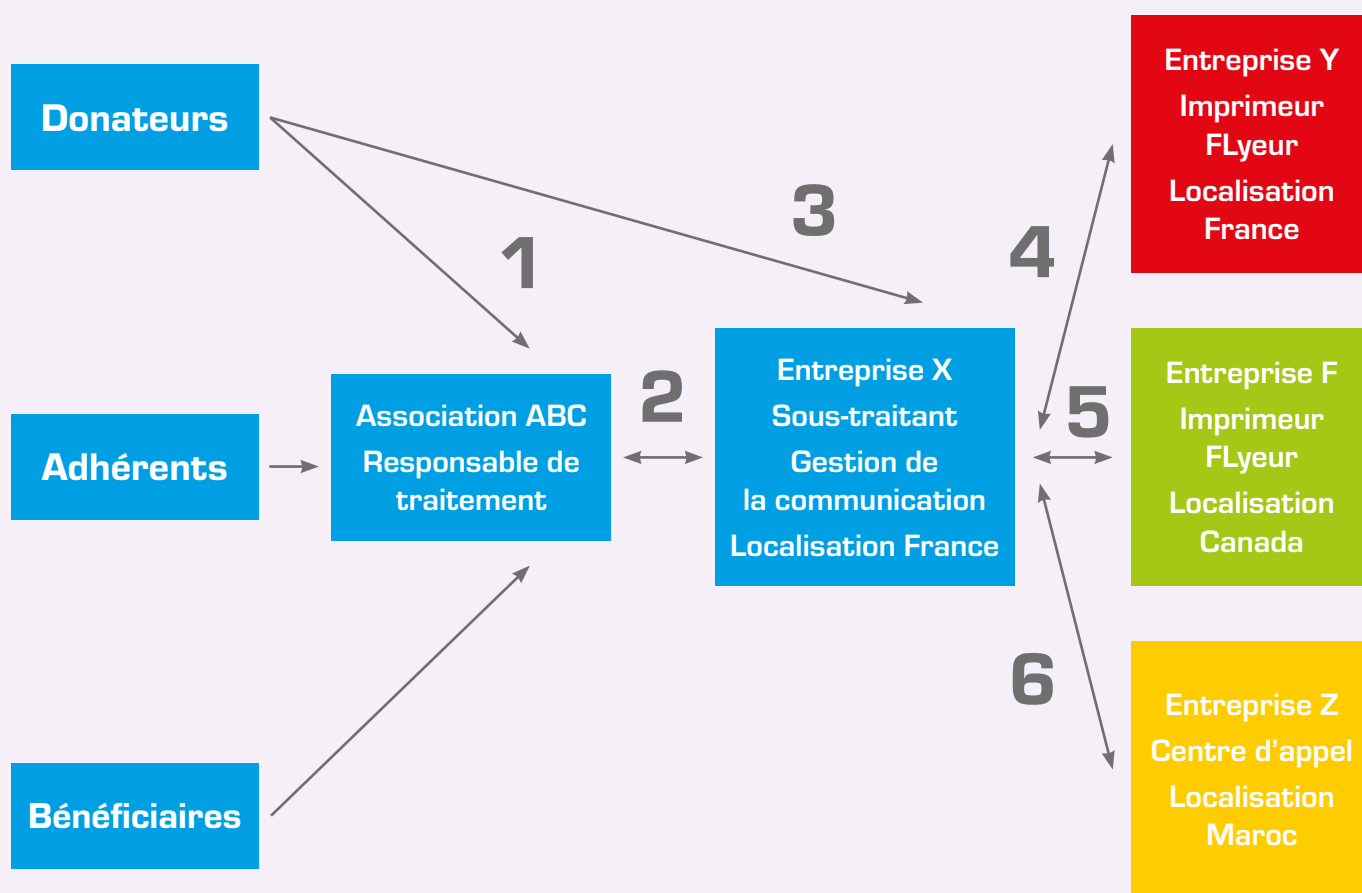 Donateurs
1
3
4
Entreprise Y
Imprimeur
FLyeur
Localisation
France
Adhérents
Association ABC
Responsable de
traitement
2
Entreprise X
Sous-traitant
Gestion de
la communication
Localisation France
5
Entreprise F
Imprimeur
FLyeur
Localisation
Canada
Bénéficiaires
6
Entreprise Z
Centre d’appel
Localisation
Maroc